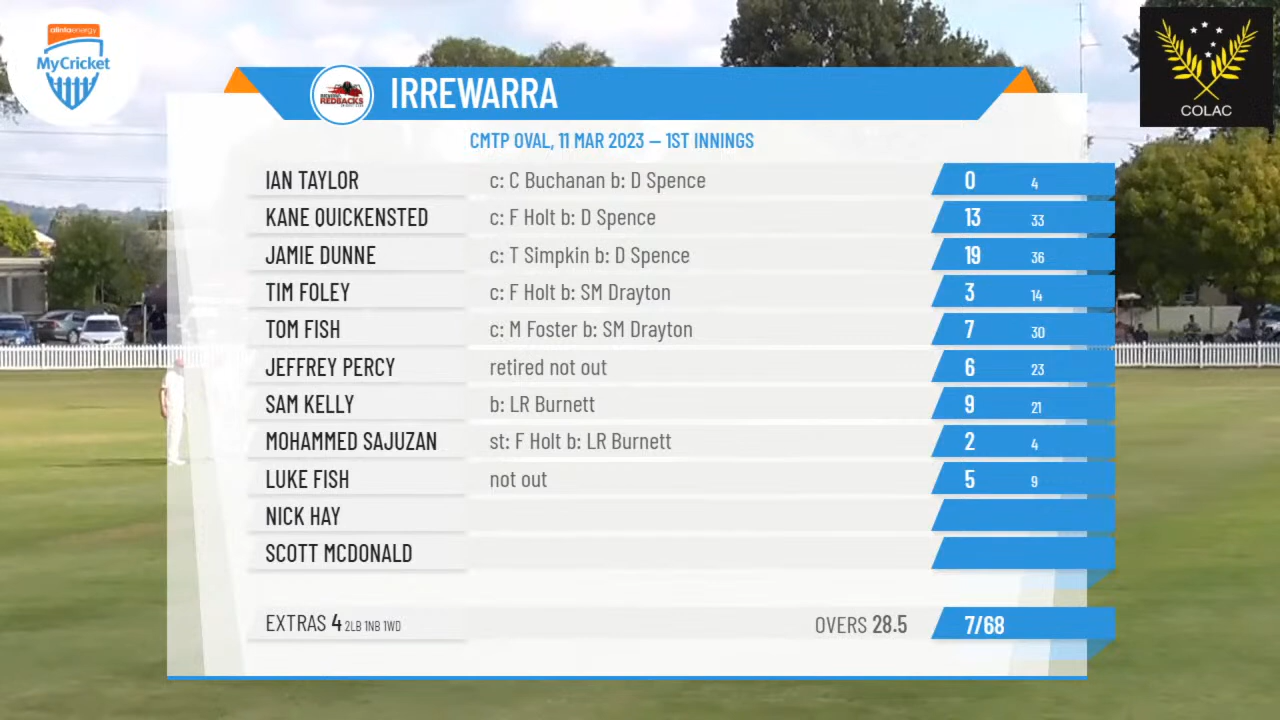 alintaenergy
MyCricket
COLAC
REDBACKS
IRREWARRA
CMTP OVAL, 11 MAR 2023 – 1ST INNINGS
IAN TAYLOR c: C Buchanan b: D Spence 0 4
KANE QUICKENSTED c: F Holt b: D Spence 13 33
JAMIE DUNNE c: T Simpkin b: D Spence 19 36
TIM FOLEY c: F Holt b: SM Drayton 3 14
TOM FISH c: M Foster b: SM Drayton 7 30
JEFFREY PERCY retired not out 6 23
SAM KELLY b: LR Burnett 9 21
MOHAMMED SAJUZAN st: F Holt b: LR Burnett 2 4
LUKE FISH not out 5 9
NICK HAY
SCOTT MCDONALD
EXTRAS 4 2LB 1NB 1WD OVERS 28.5 7/68